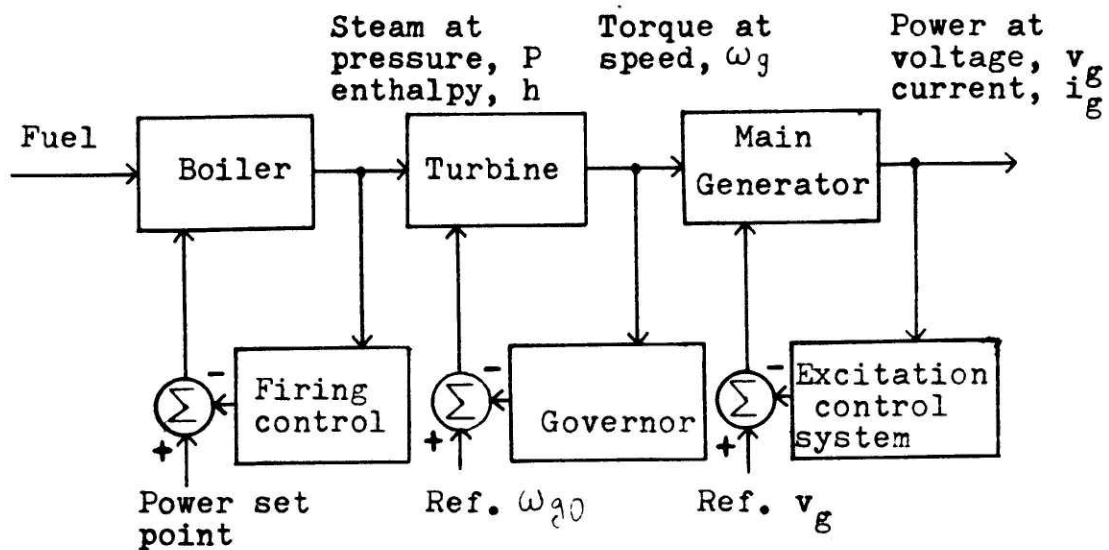 Steam at
pressure, P
enthalpy, h
Torque at
speed, ωg
Power at
voltage, vg
current, ig
Fuel
Boiler
Turbine
Main
Generator
Σ
-
+
Firing
control
Σ
-
+
Governor
Σ
-
+
Excitation
control
system
Power set
point
Ref. ωg0
Ref. vg